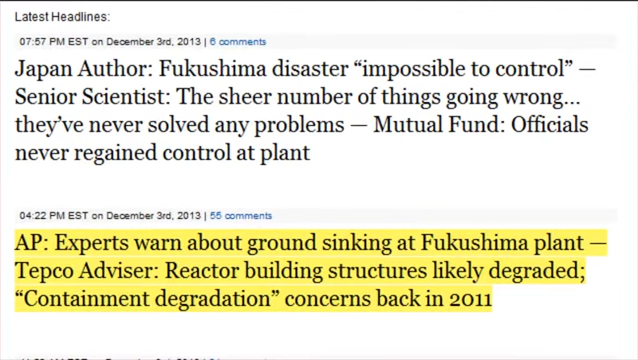 Latest Headlines:
07:57 PM EST on December 3rd, 2013 | 6 comments
Japan Author: Fukushima disaster “impossible to control” —
Senior Scientist: The sheer number of things going wrong…
they’ve never solved any problems — Mutual Fund: Officials
never regained control at plant
04:22 PM EST on December 3rd, 2013 | 55 comments
AP: Experts warn about ground sinking at Fukushima plant —
Tepco Adviser: Reactor building structures likely degraded;
“Containment degradation” concerns back in 2011